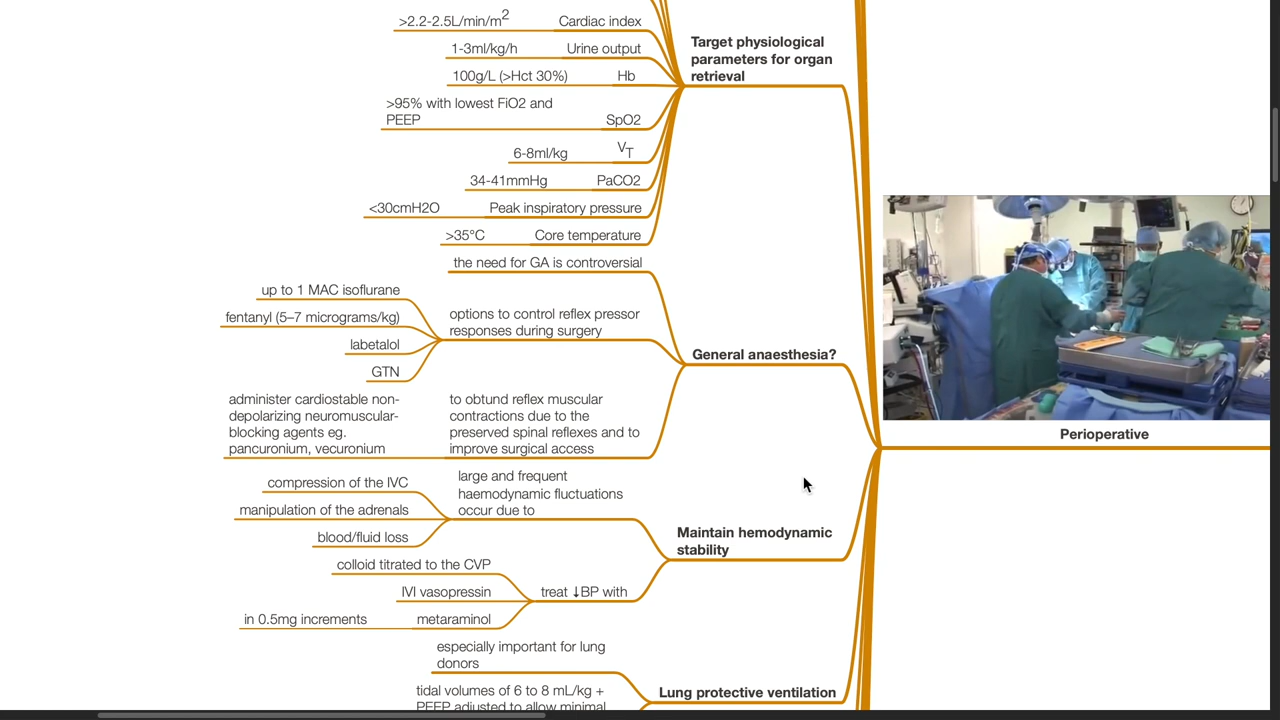 >2.2-2.5L/min/m2 Cardiac index
1-3ml/kg/h Urine output
100g/L (>Hct 30%) Hb
>95% with lowest FiO2 and
PEEP SpO2
6-8ml/kg VT
34-41mmHg PaCO2
<30cmH2O Peak inspiratory pressure
>35°C Core temperature
Target physiological
parameters for organ
retrieval
the need for GA is controversial
up to 1 MAC isoflurane
fentanyl (5–7 micrograms/kg)
labetalol
GTN
options to control reflex pressor
responses during surgery
General anaesthesia?
administer cardiostable non-
depolarizing neuromuscular-
blocking agents eg.
pancuronium, vecuronium
to obtund reflex muscular
contractions due to the
preserved spinal reflexes and to
improve surgical access
Perioperative
compression of the IVC
manipulation of the adrenals
blood/fluid loss
large and frequent
haemodynamic fluctuations
occur due to
Maintain hemodynamic
stability
colloid titrated to the CVP
IVI vasopressin
in 0.5mg increments metaraminol
treat ↓BP with
especially important for lung
donors
tidal volumes of 6 to 8 mL/kg +
PEEP adjusted to allow minimal
Lung protective ventilation